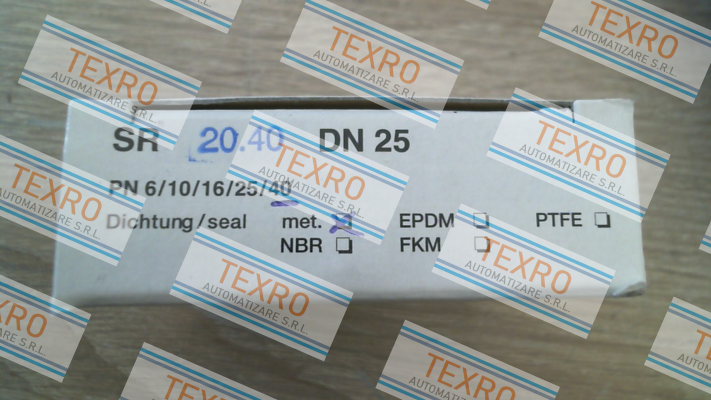 SR 20.40 DN 25
PN 6/10/16/25/40
Dichtung/seal met. EPDM PTFE
NBR FKM
TEXRO
AUTOMATIZARE S.R.L.